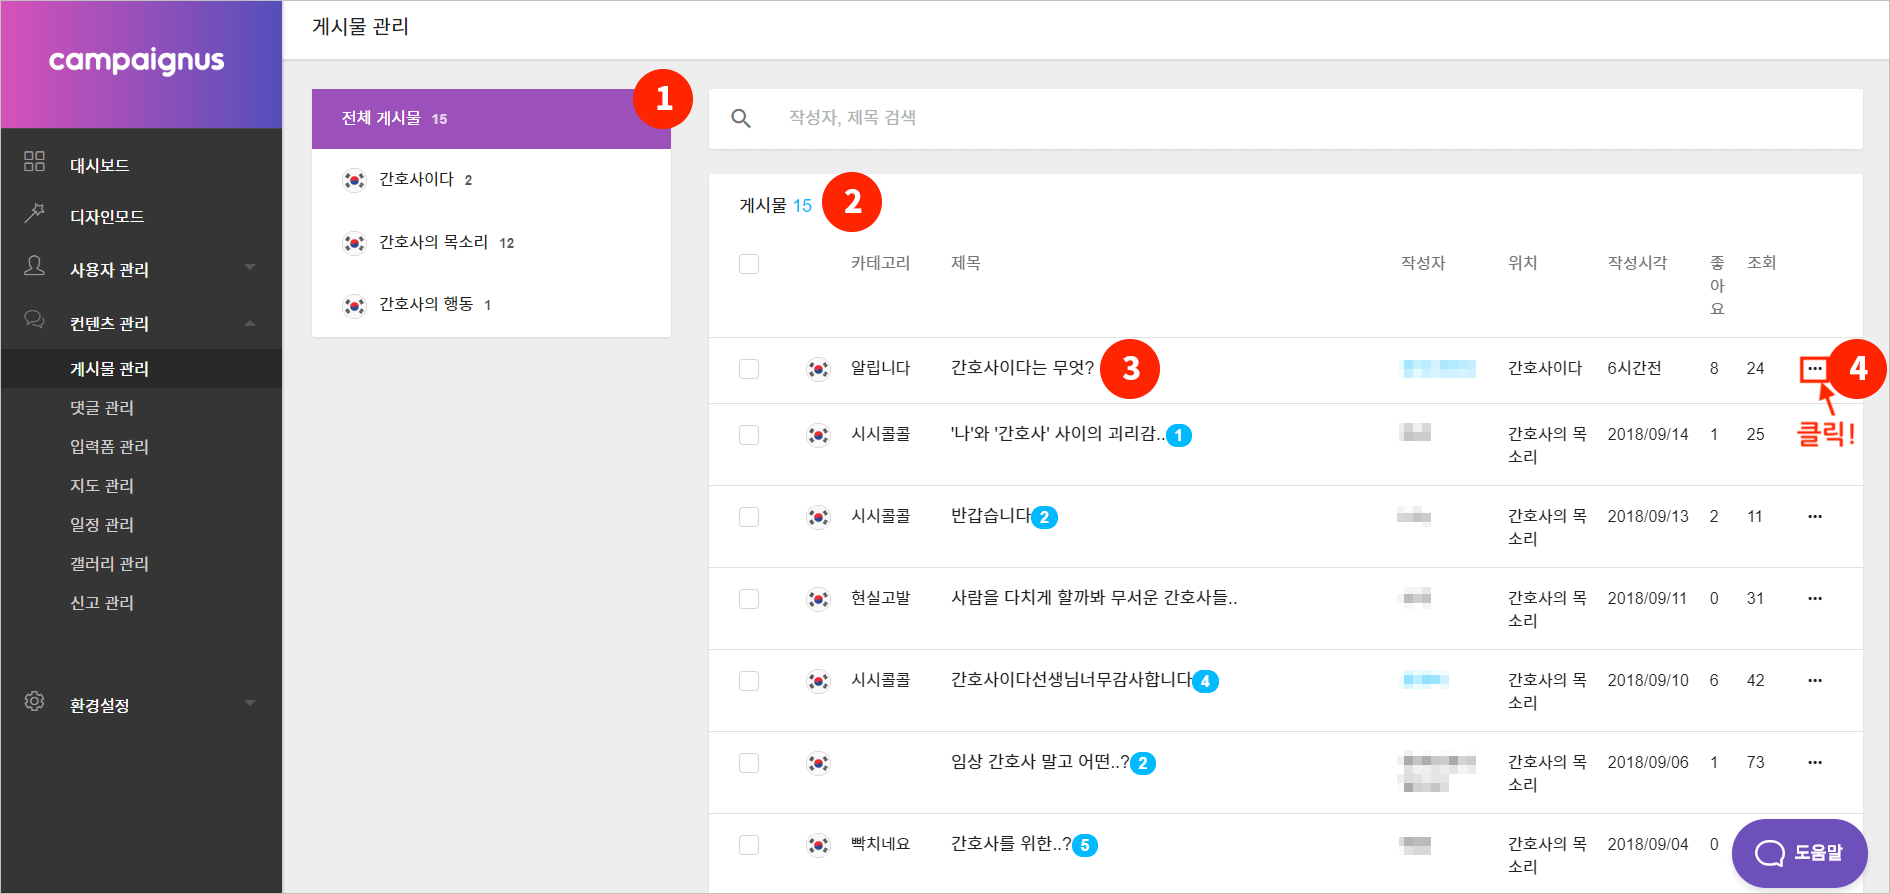 campaignus
대시보드
디자인모드
사용자 관리
컨텐츠 관리
게시물 관리
댓글 관리
입력폼 관리
지도 관리
일정 관리
갤러리 관리
신고 관리
환경설정
게시물 관리
전체 게시물 15
1
간호사이다 2
간호사의 목소리 12
간호사의 행동 1
작성자, 제목 검색
게시물 15
2
카테고리 제목 작성자 위치 작성시각 좋아요 조회
알립니다 간호사이다는 무엇? 3 간호사이다 6시간전 8 24 ··· 4
클릭!
시시콜콜 '나'와 '간호사' 사이의 괴리감.. 1 간호사의 목 2018/09/14 1 25
소리
시시콜콜 반갑습니다 2 간호사의 목 2018/09/13 2 11 ···
소리
현실고발 사람을 다치게 할까봐 무서운 간호사들.. 간호사의 목 2018/09/11 0 31 ···
소리
시시콜콜 간호사이다선생님너무감사합니다 4 간호사의 목 2018/09/10 6 42 ···
소리
임상 간호사 말고 어떤..? 2 간호사의 목 2018/09/06 1 73 ···
소리
빡치네요 간호사를 위한..? 5 간호사의 목 2018/09/04 0
소리
도움말